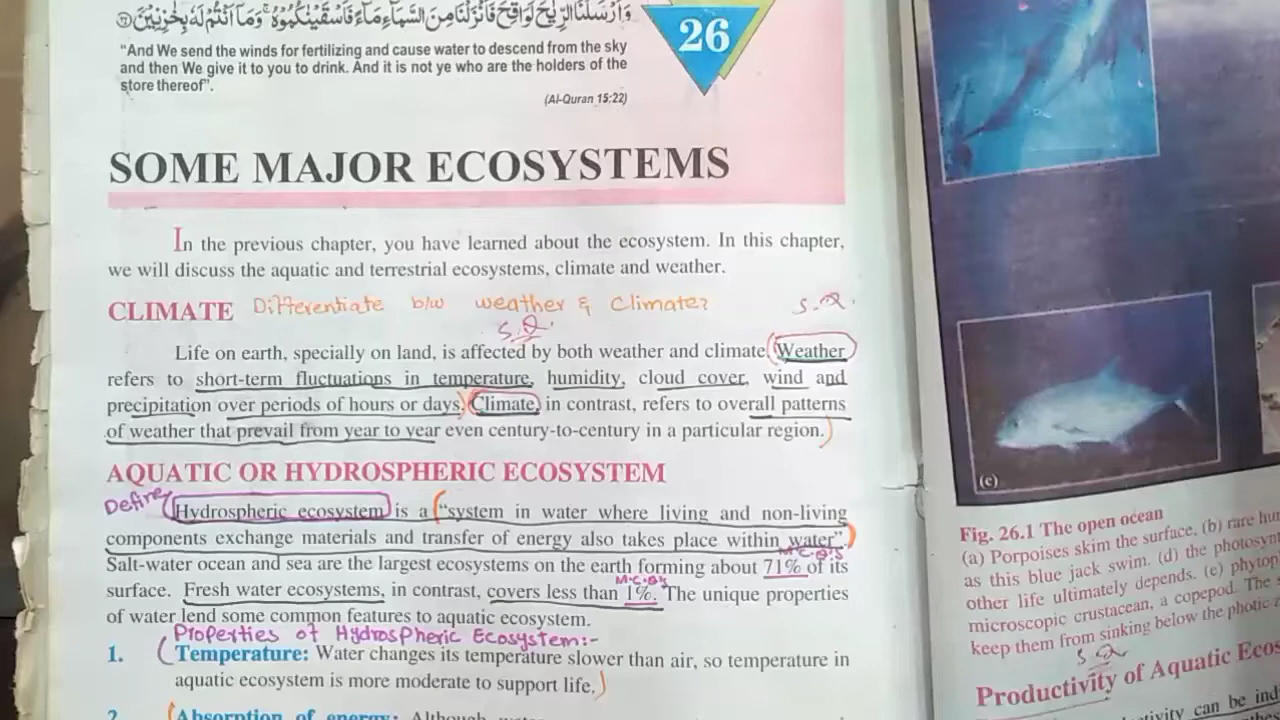 وَاَرْسَلْنَا الرِّيٰحَ لَوَاقِحَ فَاَنْزَلْنَا مِنَ السَّمَآءِ مَآءً فَاَسْقَيْنٰكُمُوْهُ ۚ وَمَآ اَنْتُمْ لَهٗ بِخٰزِنِيْنَ ۝
"And We send the winds for fertilizing and cause water to descend from the sky
and then We give it to you to drink. And it is not ye who are the holders of the
store thereof".
(Al-Quran 15:22)
26
SOME MAJOR ECOSYSTEMS
In the previous chapter, you have learned about the ecosystem. In this chapter,
we will discuss the aquatic and terrestrial ecosystems, climate and weather.
CLIMATE Differentiate b/w weather & Climate? S.Q.
S.Q.
Life on earth, specially on land, is affected by both weather and climate. Weather
refers to short-term fluctuations in temperature, humidity, cloud cover, wind and
precipitation over periods of hours or days. Climate, in contrast, refers to overall patterns
of weather that prevail from year to year even century-to-century in a particular region.
AQUATIC OR HYDROSPHERIC ECOSYSTEM
Define Hydrospheric ecosystem is a "system in water where living and non-living
components exchange materials and transfer of energy also takes place within water".
M.C.Q'S
Salt-water ocean and sea are the largest ecosystems on the earth forming about 71% of its
M.C.Q's
surface. Fresh water ecosystems, in contrast, covers less than 1%. The unique properties
of water lend some common features to aquatic ecosystem.
Properties of Hydrospheric Ecosystem:-
1. Temperature: Water changes its temperature slower than air, so temperature in
aquatic ecosystem is more moderate to support life.
2. Absorption of energy: Although
(c)
Fig. 26.1 The open ocean
(a) Porpoises skim the surface, (b) rare
as this blue jack swim. (d) the
other life ultimately depends. (e)
microscopic crustacean, a copepod. The
keep them from sinking below the photic
S.Q
Productivity of Aquatic
can be